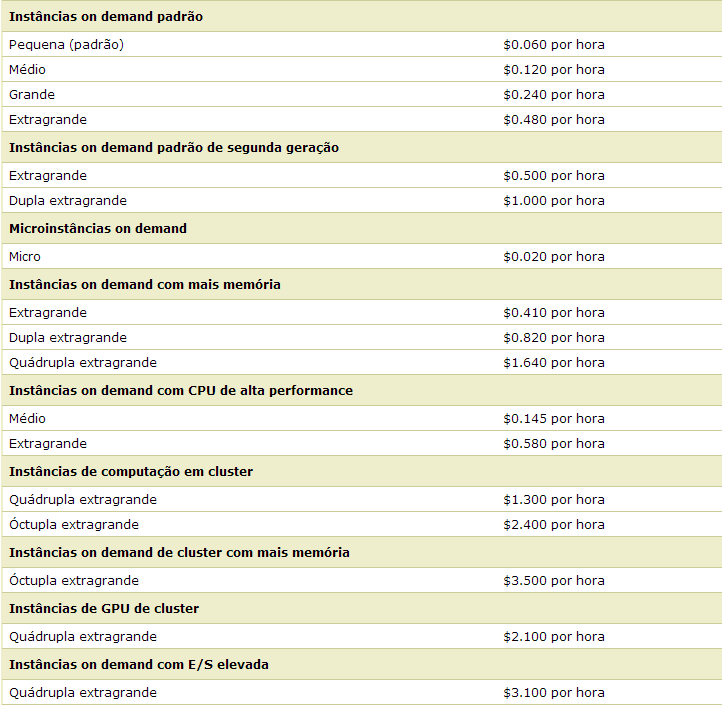 Instâncias on demand padrão
Pequena (padrão) $0.060 por hora
Médio $0.120 por hora
Grande $0.240 por hora
Extragrande $0.480 por hora
Instâncias on demand padrão de segunda geração
Extragrande $0.500 por hora
Dupla extragrande $1.000 por hora
Microinstâncias on demand
Micro $0.020 por hora
Instâncias on demand com mais memória
Extragrande $0.410 por hora
Dupla extragrande $0.820 por hora
Quádrupla extragrande $1.640 por hora
Instâncias on demand com CPU de alta performance
Médio $0.145 por hora
Extragrande $0.580 por hora
Instâncias de computação em cluster
Quádrupla extragrande $1.300 por hora
Óctupla extragrande $2.400 por hora
Instâncias on demand de cluster com mais memória
Óctupla extragrande $3.500 por hora
Instâncias de GPU de cluster
Quádrupla extragrande $2.100 por hora
Instâncias on demand com E/S elevada
Quádrupla extragrande $3.100 por hora